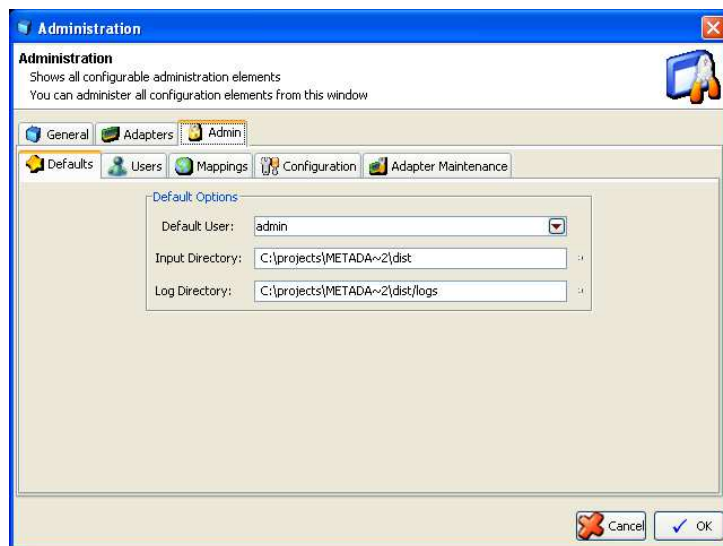 Administration
Administration
Shows all configurable administration elements
You can administer all configuration elements from this window
General Adapters Admin
Defaults Users Mappings Configuration Adapter Maintenance
Default Options
Default User: admin
Input Directory: C:\projects\METADA~2\dist
Log Directory: C:\projects\METADA~2\dist/logs
Cancel OK